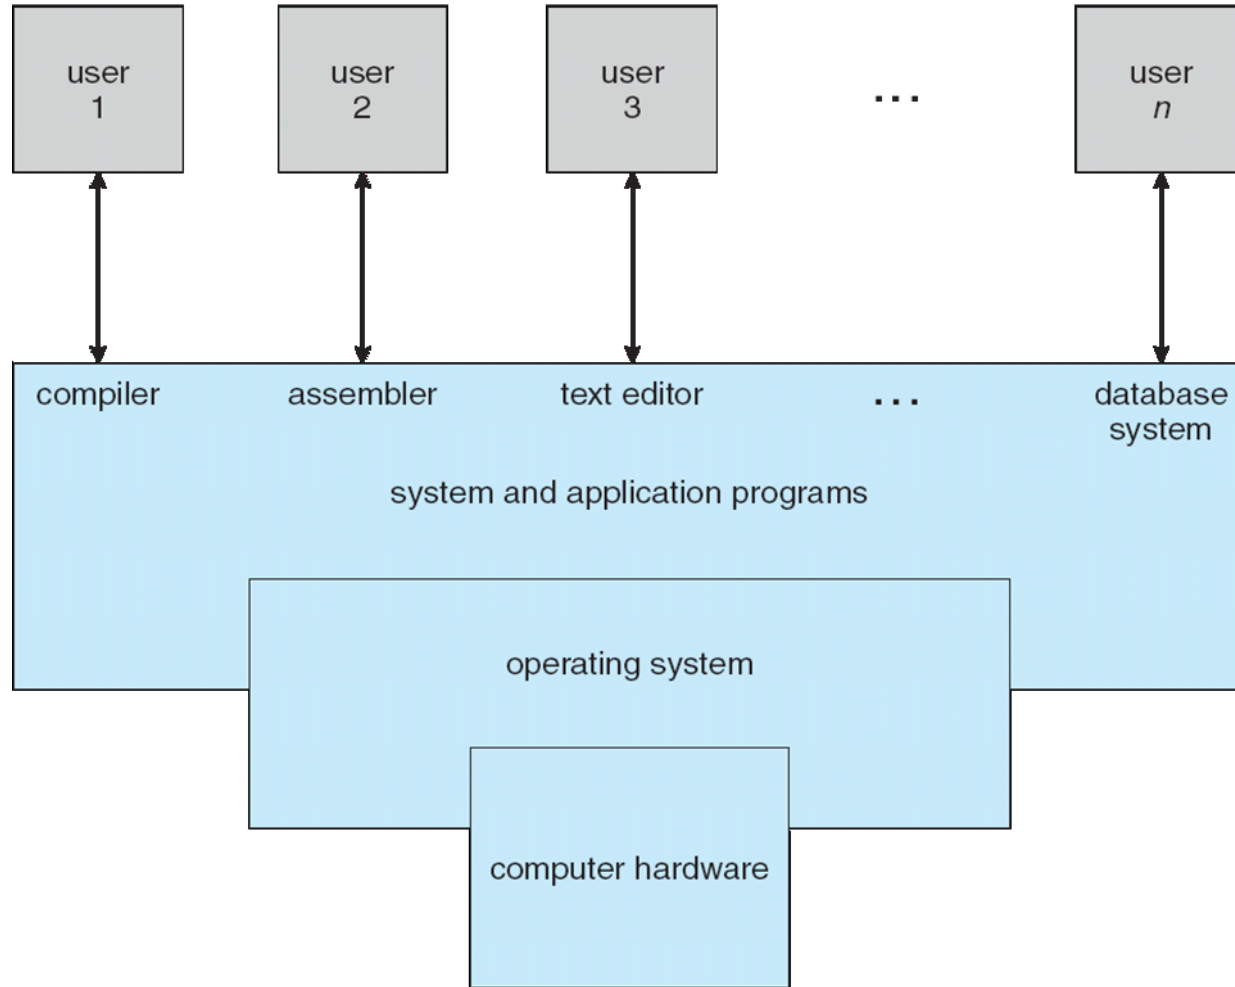 user
1
user
2
user
3
...
user
n
compiler
assembler
text editor
...
database
system
system and application programs
operating system
computer hardware